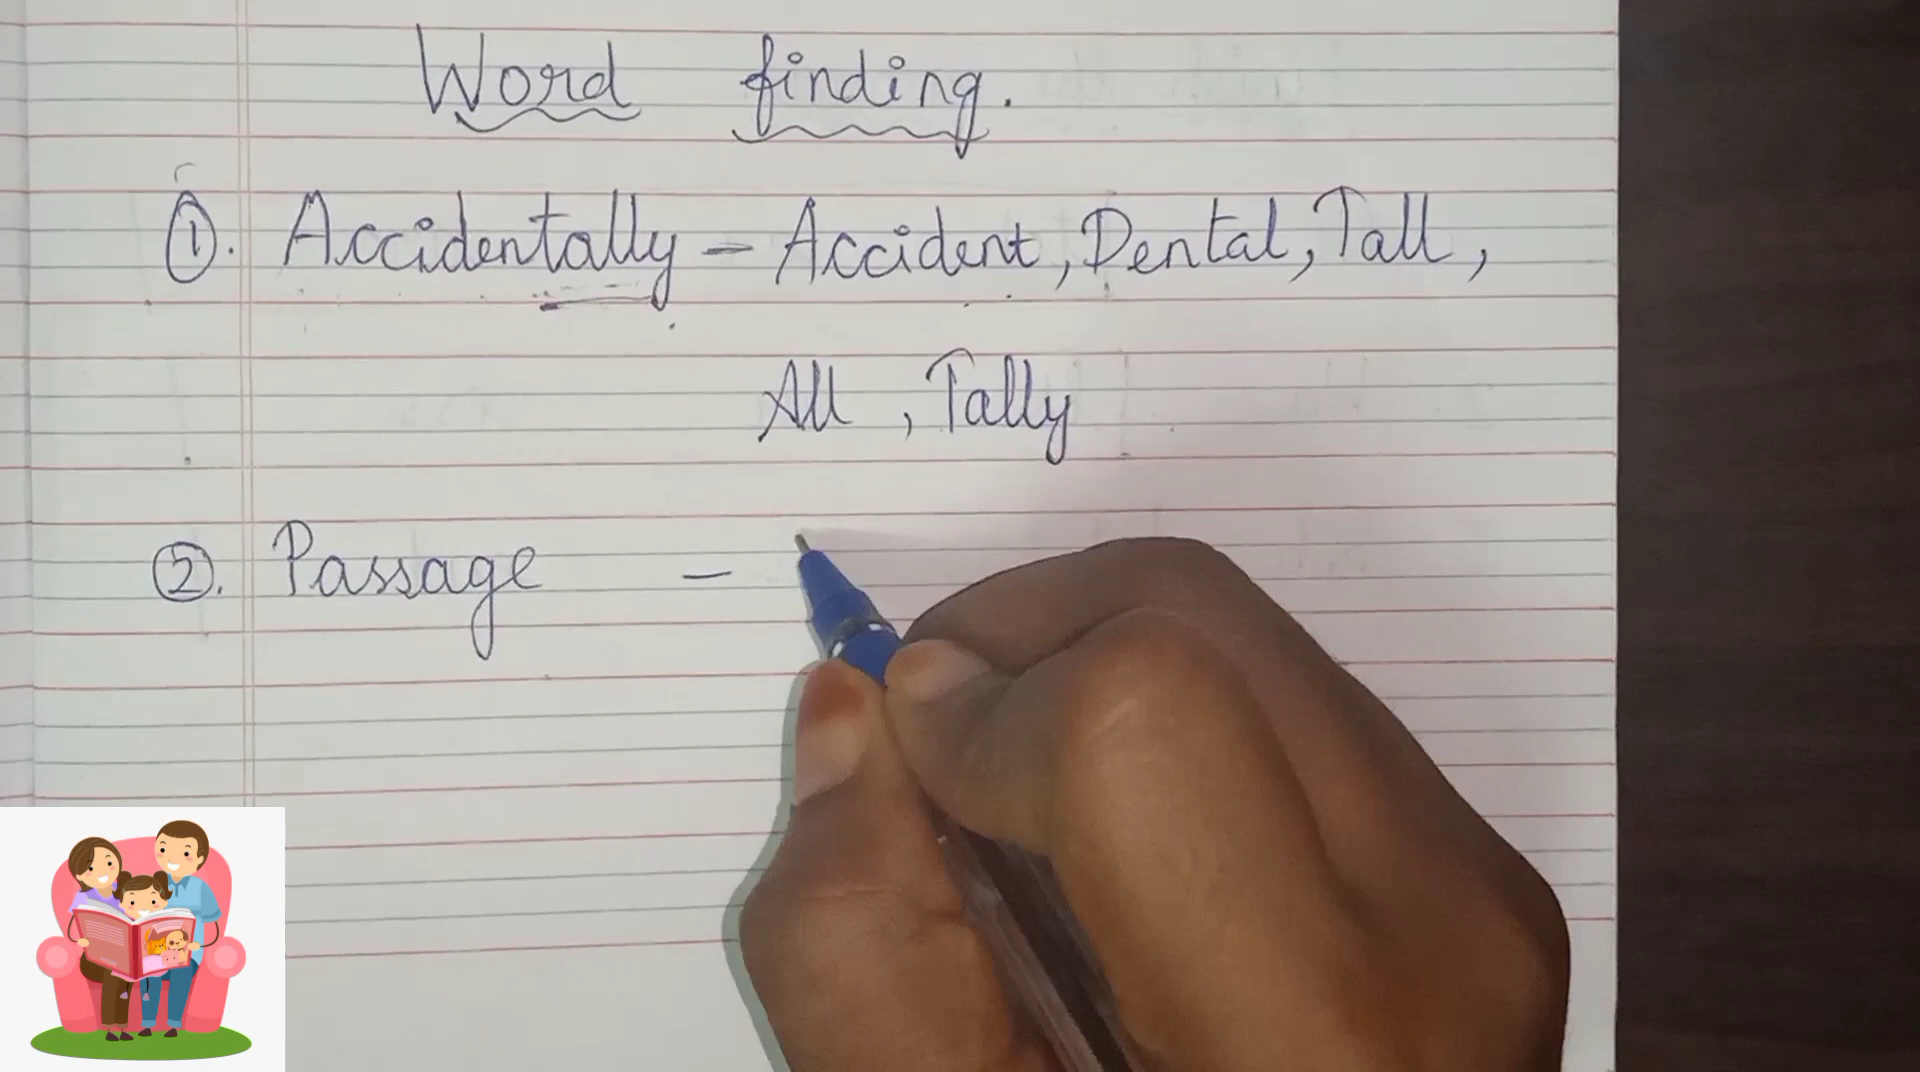 Word finding.
1. Accidentally - Accident, Dental, Tall,
All, Tally
2. Passage -